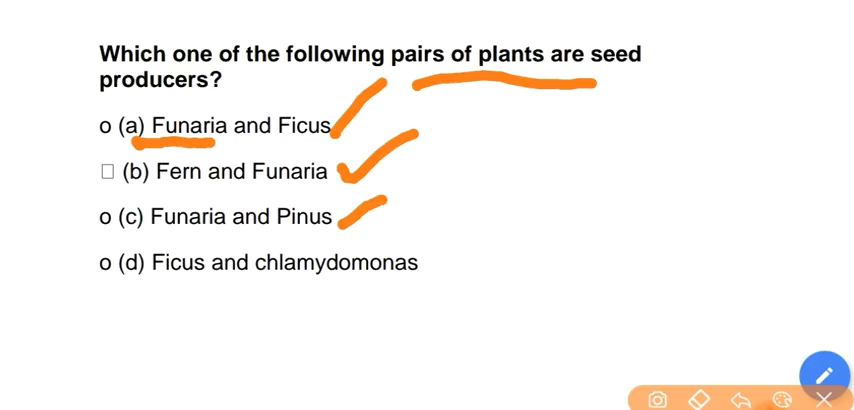 Which one of the following pairs of plants are seed
producers?
o (a) Funaria and Ficus
□ (b) Fern and Funaria
o (c) Funaria and Pinus
o (d) Ficus and chlamydomonas